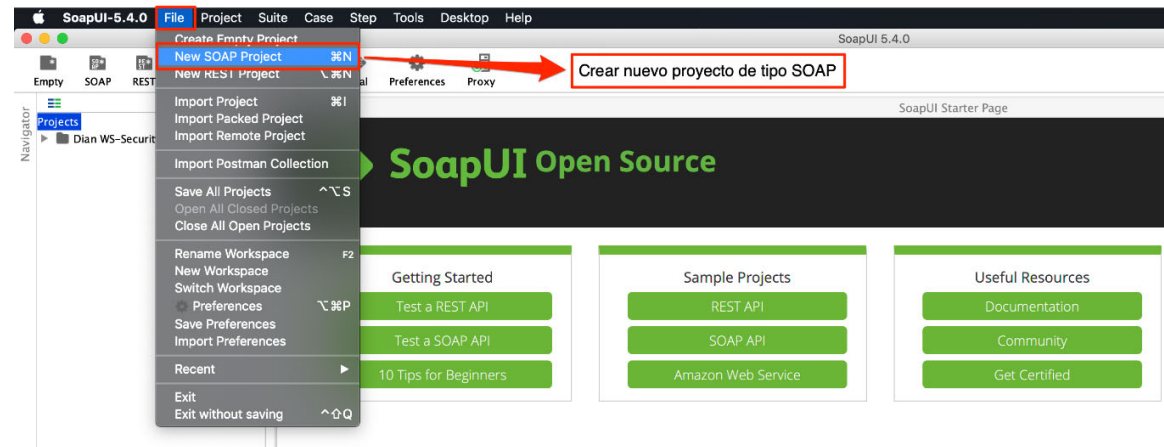 SoapUI-5.4.0 File Project Suite Case Step Tools Desktop Help
SoapUI 5.4.0
Empty SOAP REST al Preferences Proxy
Create Empty Project
New SOAP Project ⌘N
New REST Project ⌥⌘N
Import Project ⌘I
Import Packed Project
Import Remote Project
Import Postman Collection
Save All Projects ^⌥S
Open All Closed Projects
Close All Open Projects
Rename Workspace F2
New Workspace
Switch Workspace
Preferences ⌥⌘P
Save Preferences
Import Preferences
Recent ▶
Exit
Exit without saving ^⇧Q
Crear nuevo proyecto de tipo SOAP
Navigator
Projects
Dian WS-Securit
SoapUI Starter Page
SoapUI Open Source
Getting Started
Test a REST API
Test a SOAP API
10 Tips for Beginners
Sample Projects
REST API
SOAP API
Amazon Web Service
Useful Resources
Documentation
Community
Get Certified